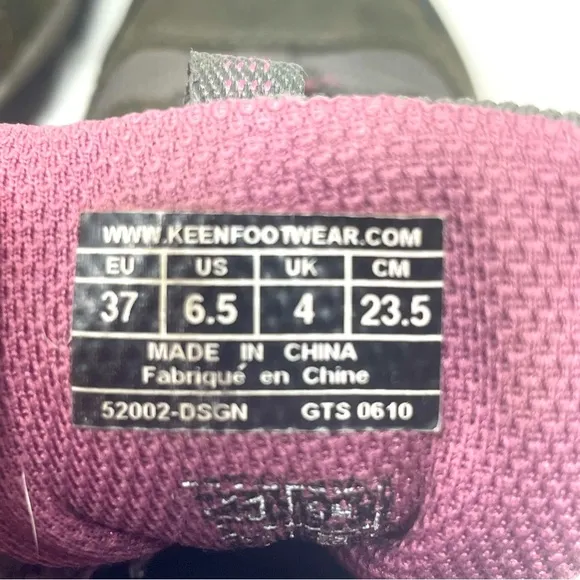 WWW.KEENFOOTWEAR.COM
EU US UK CM
37 6.5 4 23.5
MADE IN CHINA
Fabriqué en Chine
52002-DSGN GTS 0610